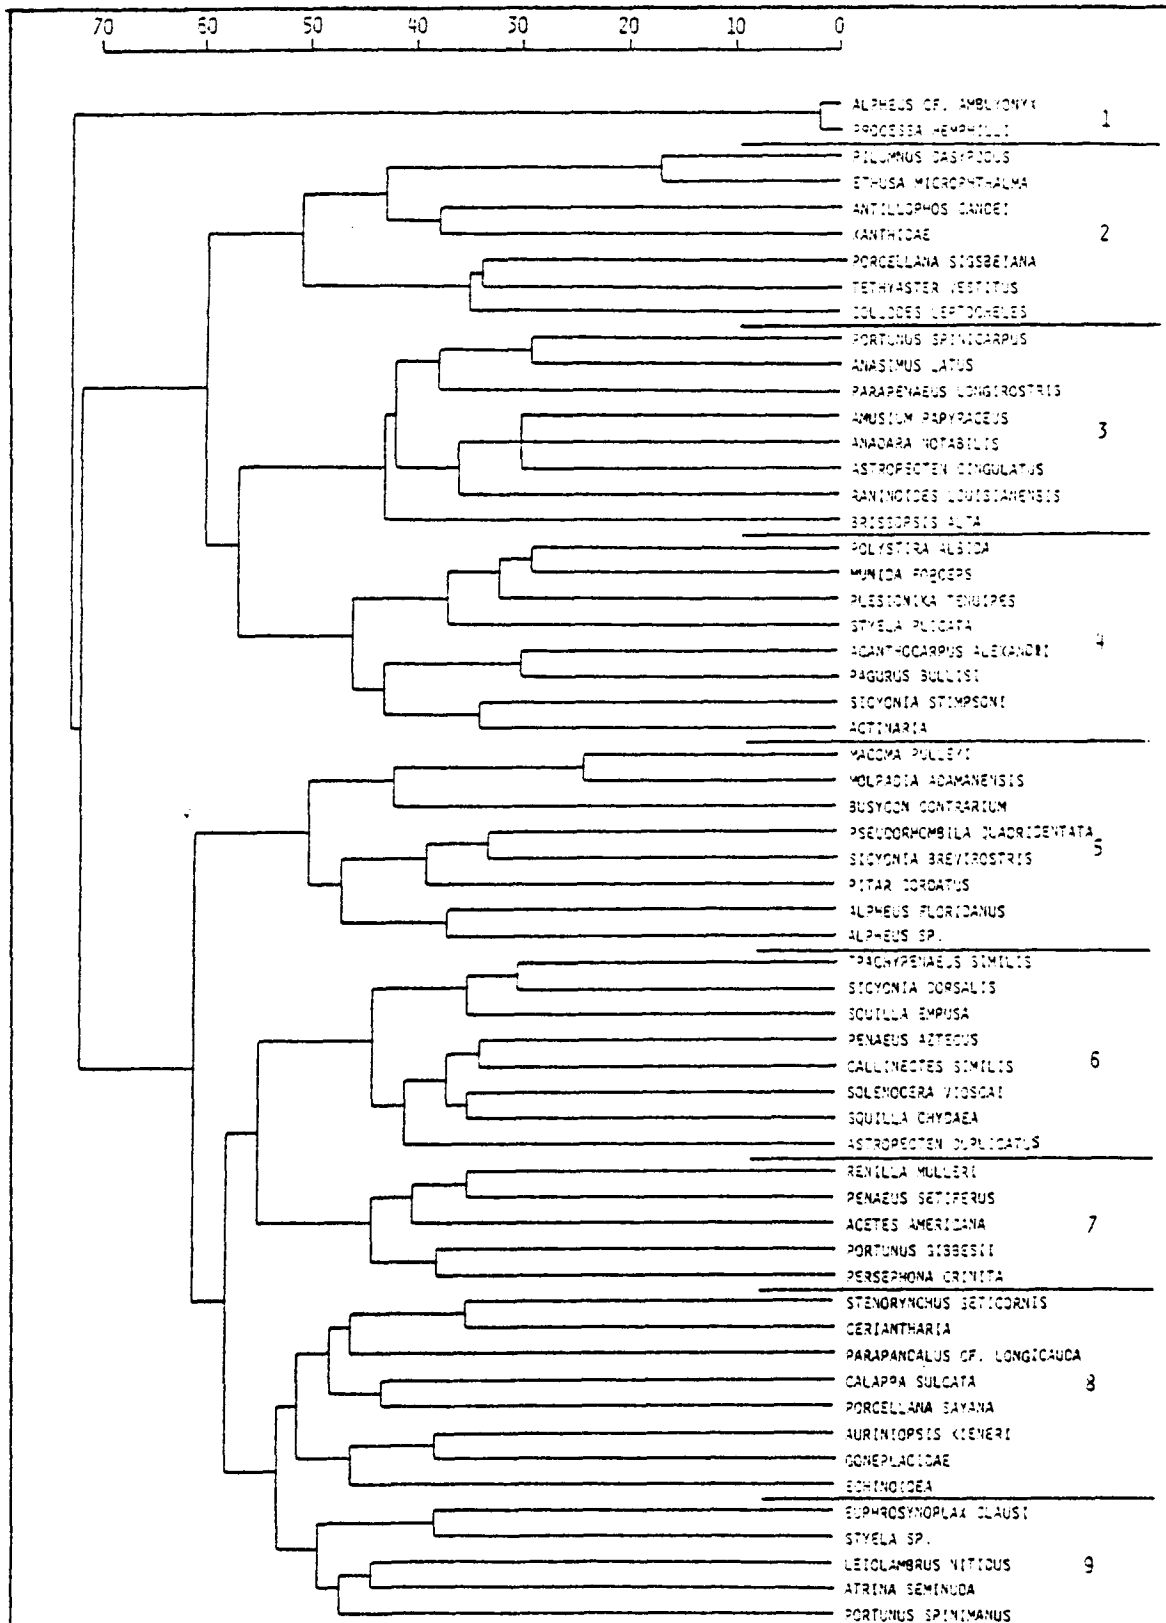 70 60 50 40 30 20 10 0
ALPHEUS CF. AMBLYONYX
1
PROCESSA HEMPHILLI
PILUMNUS DASYPODUS
ETHUSA MICROPHTHALMA
ANTILLOPHOS CANDEI
XANTHIDAE
2
PORCELLANA SIGSBEIANA
TETHYASTER VESTITUS
COLLODES LEPTOCHELES
PORTUNUS SPINICARPUS
ANASIMUS LATUS
PARAPENAEUS LONGIROSTRIS
AMUSIUM PAPYRACEUS
3
ANADARA NOTABILIS
ASTROPECTEN CINGULATUS
RANINOIDES LOUISIANENSIS
BRISSOPSIS ALTA
POLYSTIRA ALBIDA
MUNIDA FORCEPS
PLESIONIKA TENUIPES
STYELA PLICATA
4
ACANTHOCARPUS ALEXANDII
PAGURUS BULLISI
SICYONIA STIMPSONI
ACTINARIA
MACOMA PULLEYI
MOLPADIA ADAMANENSIS
BUSYCON CONTRARIUM
PSEUDORHOMBILA QUADRIDENTATA
5
SICYONIA BREVIROSTRIS
PITAR CORDATUS
ALPHEUS FLORIDANUS
ALPHEUS SP.
TRACHYPENAEUS SIMILIS
SICYONIA DORSALIS
SQUILLA EMPUSA
PENAEUS AZTECUS
6
CALLINECTES SIMILIS
SOLENOCERA VIOSCAI
SQUILLA CHYDAEA
ASTROPECTEN DUPLICATUS
RENILLA MULLERI
PENAEUS SETIFERUS
ACETES AMERICANA
7
PORTUNUS GIBBESII
PERSEPHONA CRINITA
STENORYNCHUS SETICORNIS
CERIANTHARIA
PARAPANDALUS CF. LONGICAUDA
CALAPPA SULCATA
8
PORCELLANA SAYANA
AURINIOPSIS KIENERI
GONEPLACIDAE
ECHINOIDEA
EUPHROSYNOPLAX CLAUSI
STYELA SP.
LEIOLAMBRUS NITIDUS
9
ATRINA SEMINUDA
PORTUNUS SPINIMANUS